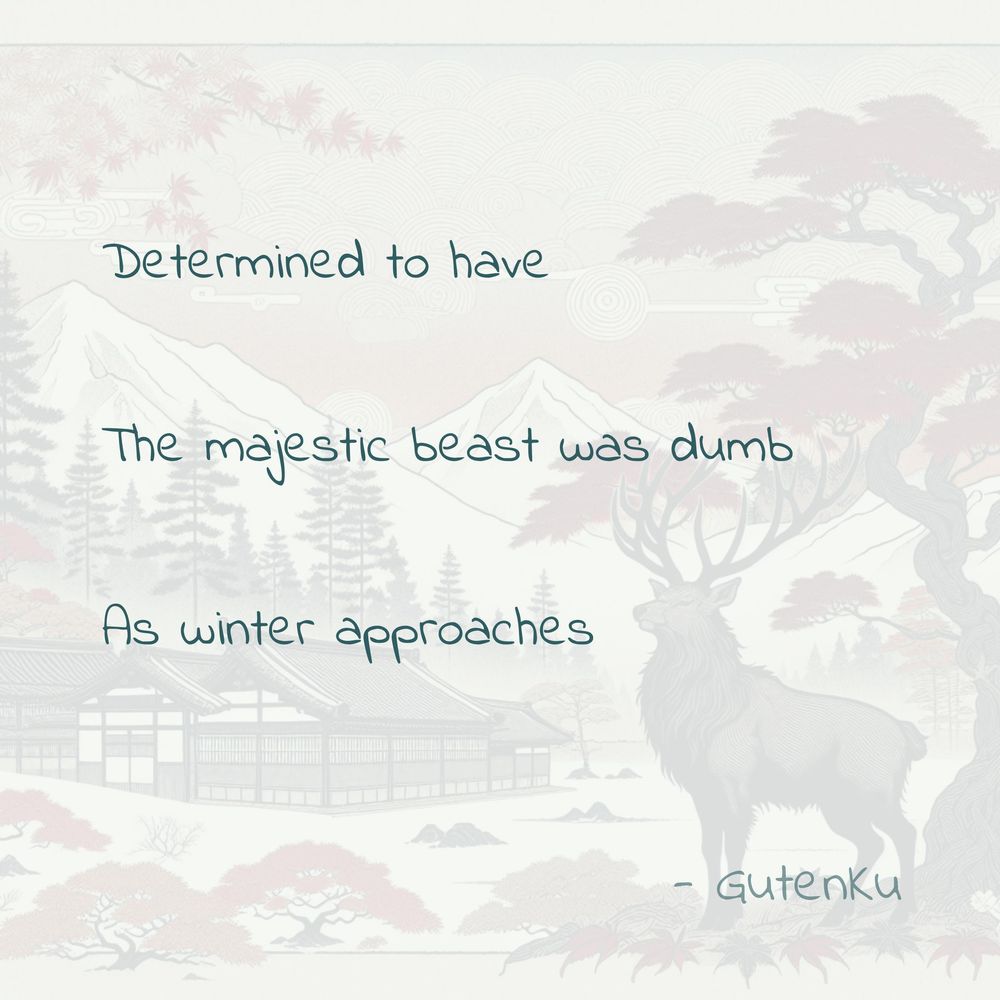 Determined to have
The majestic beast was dumb
As winter approaches
- GutenKu